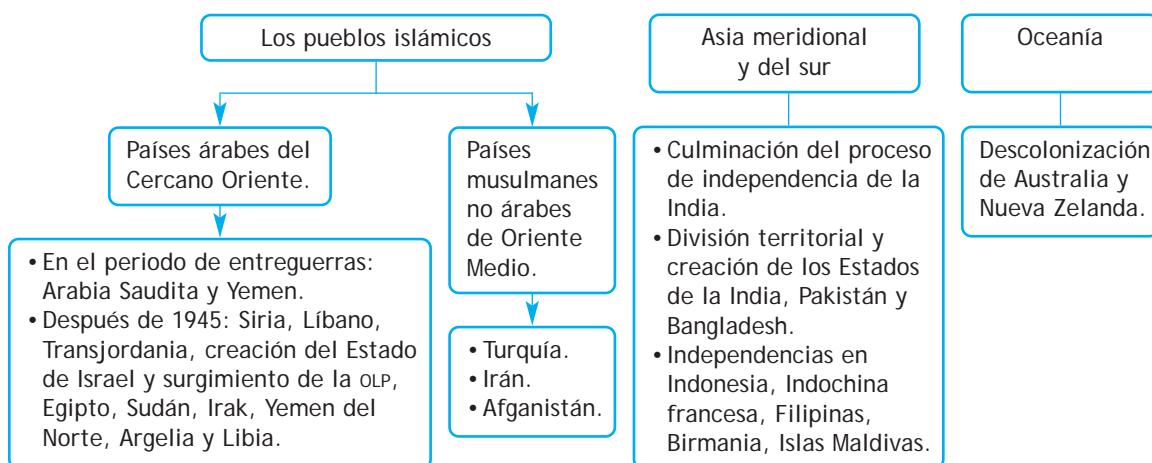 Los pueblos islámicos
Países árabes del
Cercano Oriente.
• En el periodo de entreguerras:
Arabia Saudita y Yemen.
• Después de 1945: Siria, Líbano,
Transjordania, creación del Estado
de Israel y surgimiento de la OLP,
Egipto, Sudán, Irak, Yemen del
Norte, Argelia y Libia.
Países
musulmanes
no árabes
de Oriente
Medio.
• Turquía.
• Irán.
• Afganistán.
Asia meridional
y del sur
• Culminación del proceso
de independencia de la
India.
• División territorial y
creación de los Estados
de la India, Pakistán y
Bangladesh.
• Independencias en
Indonesia, Indochina
francesa, Filipinas,
Birmania, Islas Maldivas.
Oceanía
Descolonización
de Australia y
Nueva Zelanda.